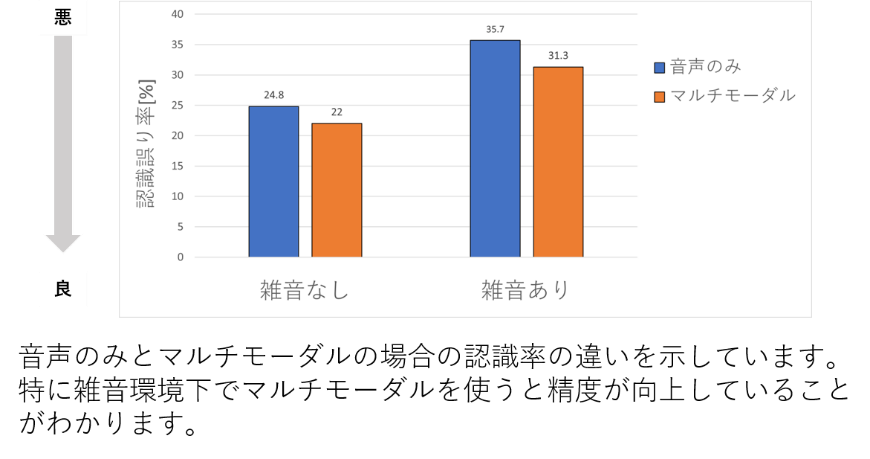 悪
良
認識誤り率[%]
40
35
30
25
20
15
10
5
0
24.8
22
35.7
31.3
雑音なし
雑音あり
音声のみ
マルチモーダル
音声のみとマルチモーダルの場合の認識率の違いを示しています。
特に雑音環境下でマルチモーダルを使うと精度が向上していること
がわかります。